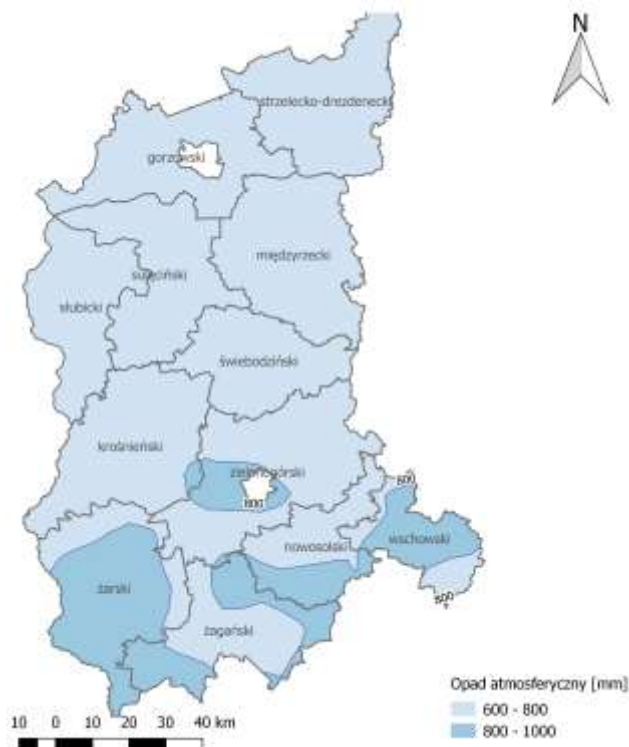 N
strzelecko-drezdenecki
gorzowski
międzyrzecki
sulęciński
słubicki
świebodziński
krośnieński
zielonogórski
800
800
nowosolski
wschowski
żarski
800
żagański
Opad atmosferyczny [mm]
600 - 800
800 - 1000
10 0 10 20 30 40 km